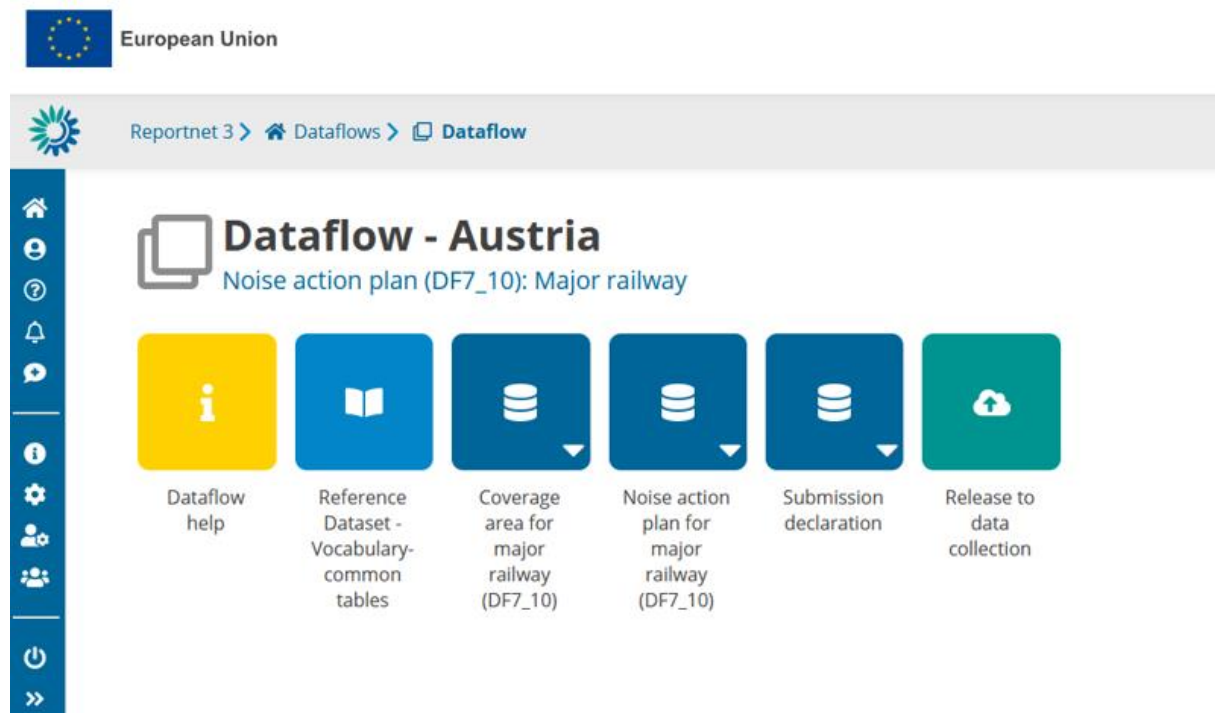 European Union
Reportnet 3 > Dataflows > Dataflow
Dataflow - Austria
Noise action plan (DF7_10): Major railway
Dataflow
help
Reference
Dataset -
Vocabulary-
common
tables
Coverage
area for
major
railway
(DF7_10)
Noise action
plan for
major
railway
(DF7_10)
Submission
declaration
Release to
data
collection